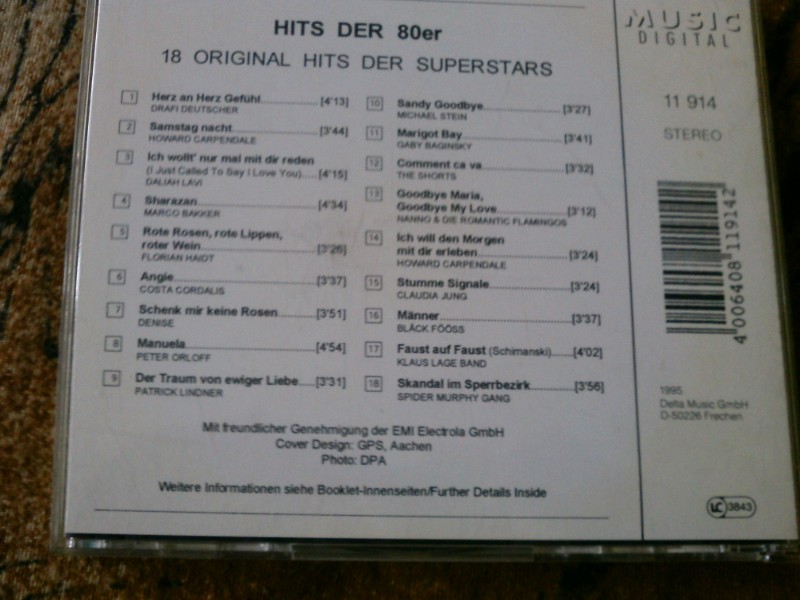 HITS DER 80er
18 ORIGINAL HITS DER SUPERSTARS
1 Herz an Herz Gefühl [4'13]
DRAFI DEUTSCHER
2 Samstag nacht [3'44]
HOWARD CARPENDALE
3 Ich wollt' nur mal mit dir reden
(I Just Called To Say I Love You) [4'15]
DALIAH LAVI
4 Sharazan [4'34]
MARCO BAKKER
5 Rote Rosen, rote Lippen,
roter Wein [3'26]
FLORIAN HAIDT
6 Angie [3'37]
COSTA CORDALIS
7 Schenk mir keine Rosen [3'51]
DENISE
8 Manuela [4'54]
PETER ORLOFF
9 Der Traum von ewiger Liebe [3'31]
PATRICK LINDNER
10 Sandy Goodbye [3'27]
MICHAEL STEIN
11 Marigot Bay [3'41]
GABY BAGINSKY
12 Comment ca va [3'32]
THE SHORTS
13 Goodbye Maria,
Goodbye My Love [3'12]
NANNO & DIE ROMANTIC FLAMINGOS
14 Ich will den Morgen
mit dir erleben [3'24]
HOWARD CARPENDALE
15 Stumme Signale [3'24]
CLAUDIA JUNG
16 Männer [3'37]
BLÄCK FÖÖSS
17 Faust auf Faust (Schimanski) [4'02]
KLAUS LAGE BAND
18 Skandal im Sperrbezirk [3'56]
SPIDER MURPHY GANG
Mit freundlicher Genehmigung der EMI Electrola GmbH
Cover Design: GPS, Aachen
Photo: DPA
Weitere Informationen siehe Booklet-Innenseiten/Further Details Inside
MUSIC
DIGITAL
11 914
STEREO
4 006408 119142
1995
Delta Music GmbH
D-50226 Frechen
LC 3843